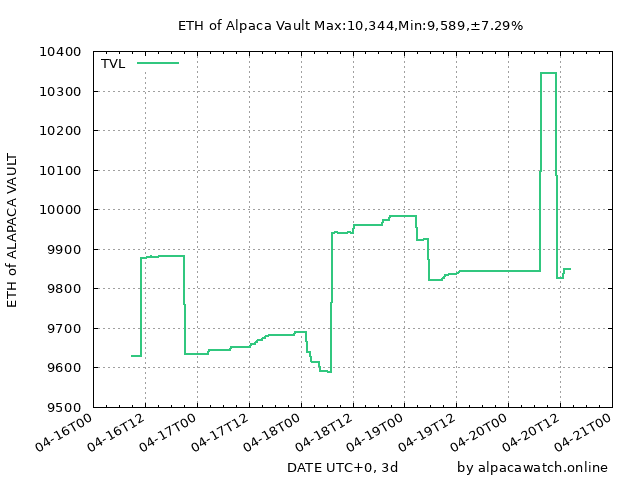 ETH of Alpaca Vault Max:10,344,Min:9,589,±7.29%
TVL
ETH of ALAPACA VAULT
10400
10300
10200
10100
10000
9900
9800
9700
9600
9500
04-16T00
04-16T12
04-17T00
04-17T12
04-18T00
04-18T12
04-19T00
04-19T12
04-20T00
04-20T12
04-21T00
DATE UTC+0, 3d
by alpacawatch.online